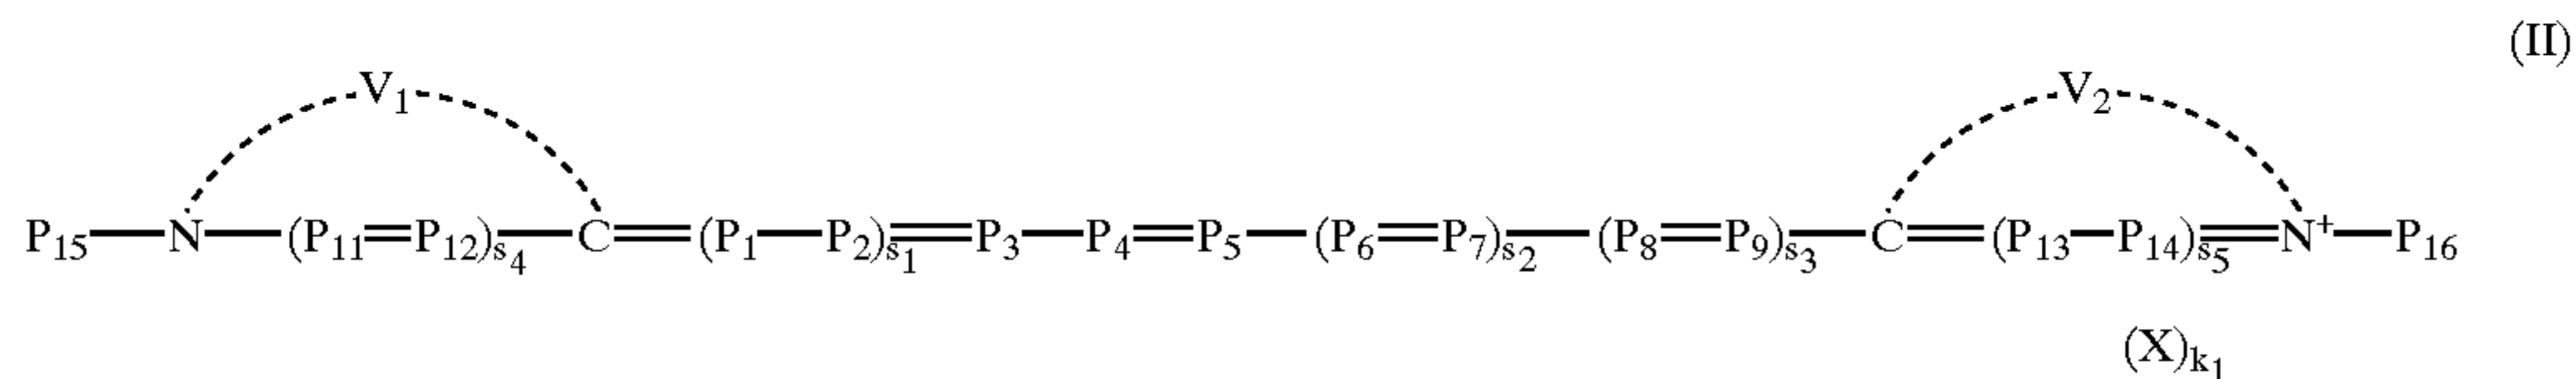 (II)
V₁ V₂
P₁₅—N—(P₁₁=P₁₂)s₄—C=(P₁—P₂)s₁=P₃—P₄=P₅—(P₆=P₇)s₂—(P₈=P₉)s₃—C=(P₁₃—P₁₄)s₅=N⁺—P₁₆
(X)k₁